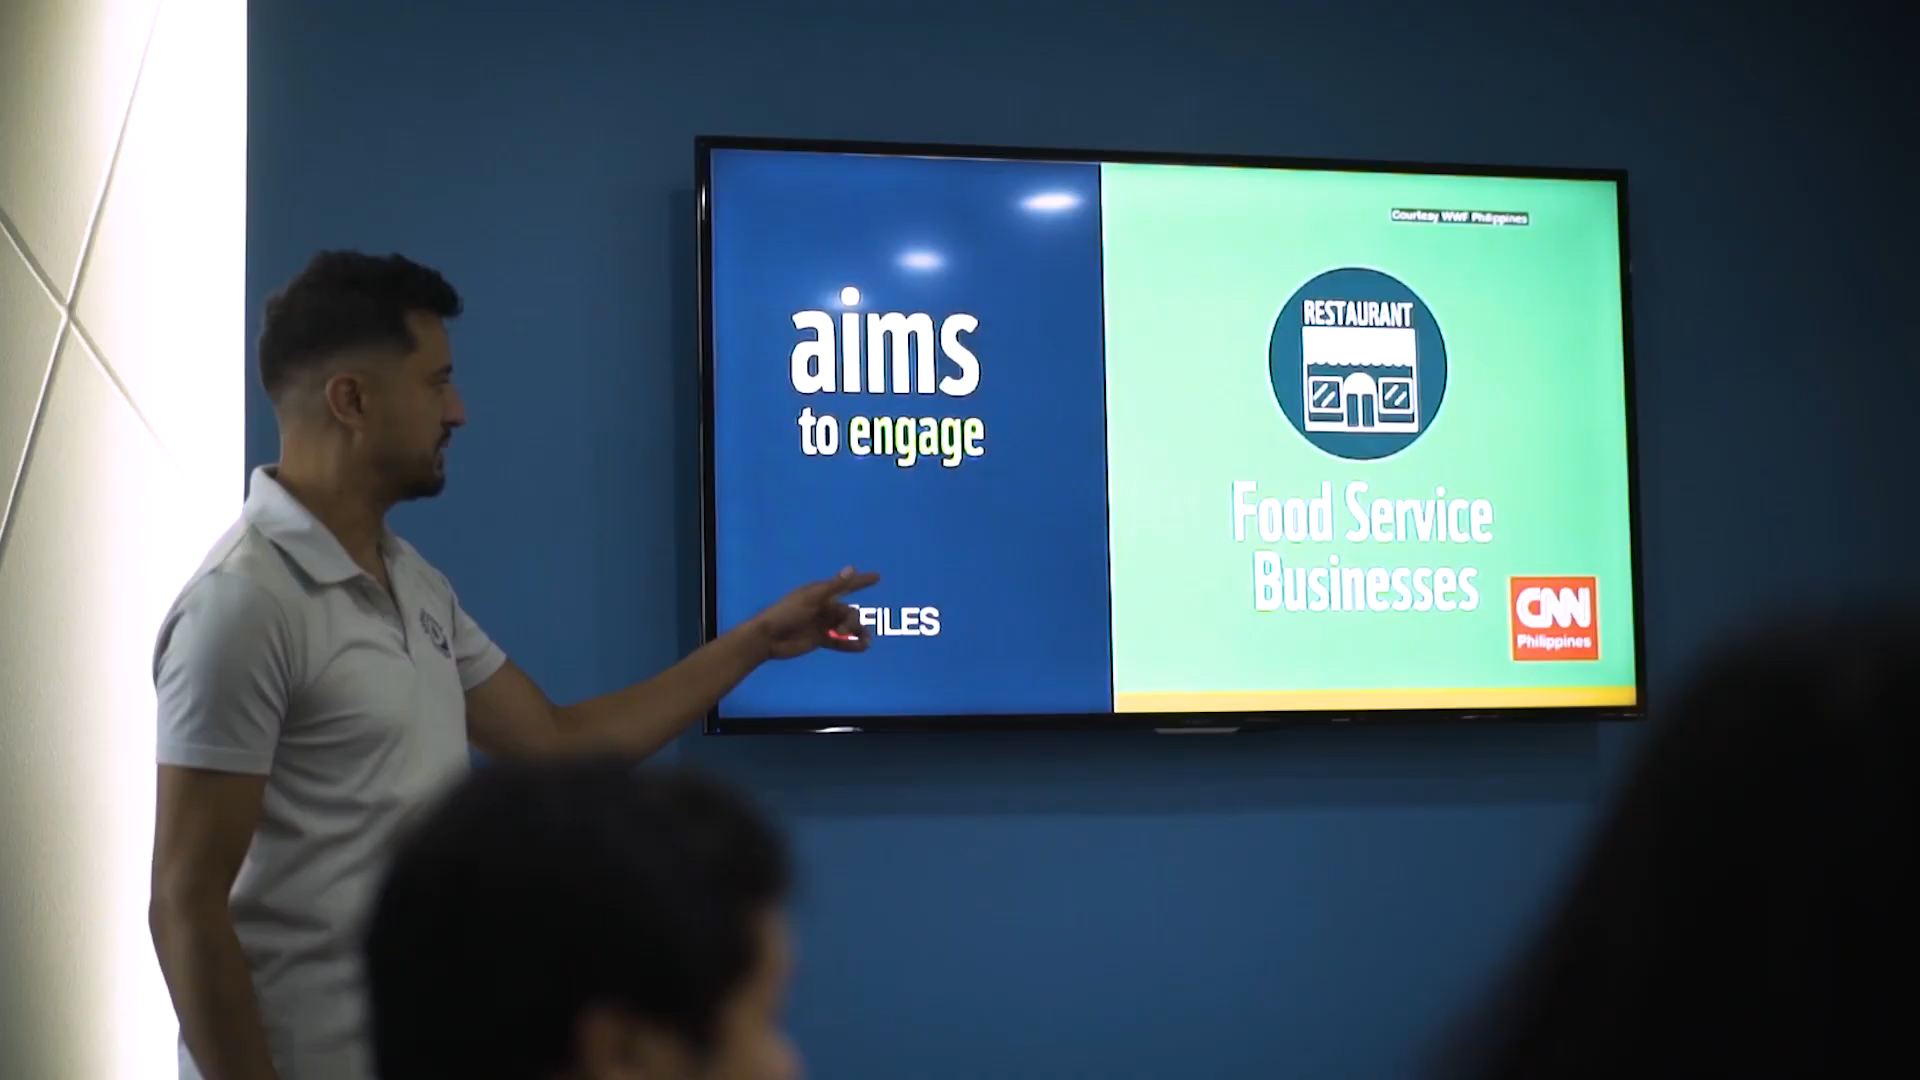 aims
to engage
FILES
Courtesy WWF Philippines
RESTAURANT
Food Service
Businesses
CNN
Philippines